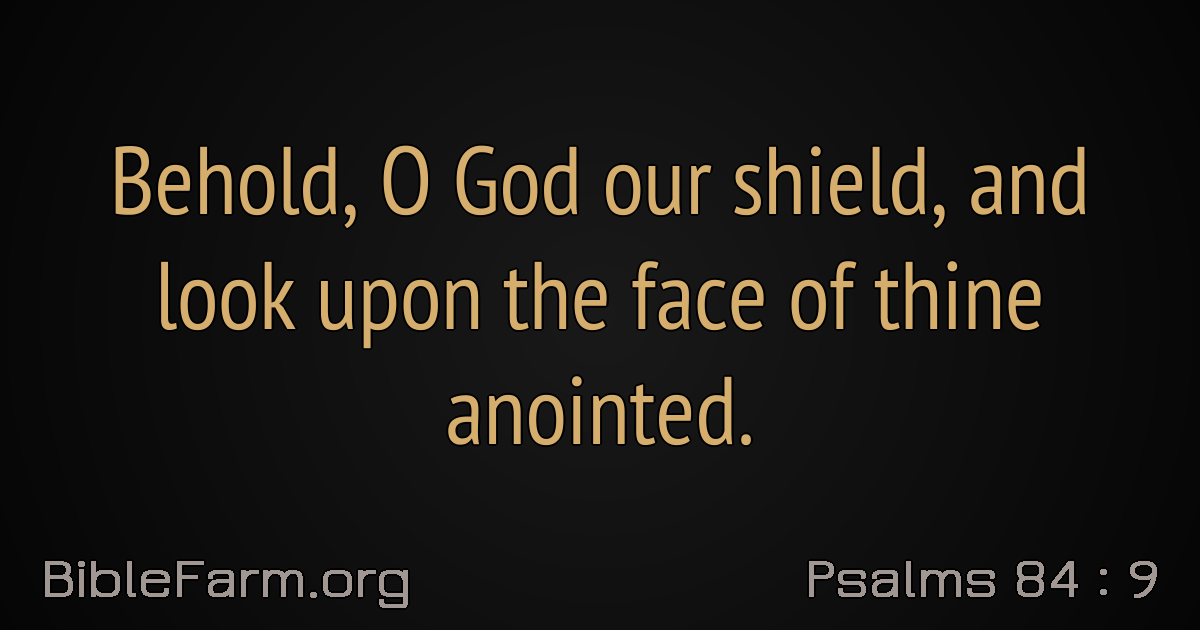 Behold, O God our shield, and
look upon the face of thine
anointed.
BibleFarm.org
Psalms 84 : 9